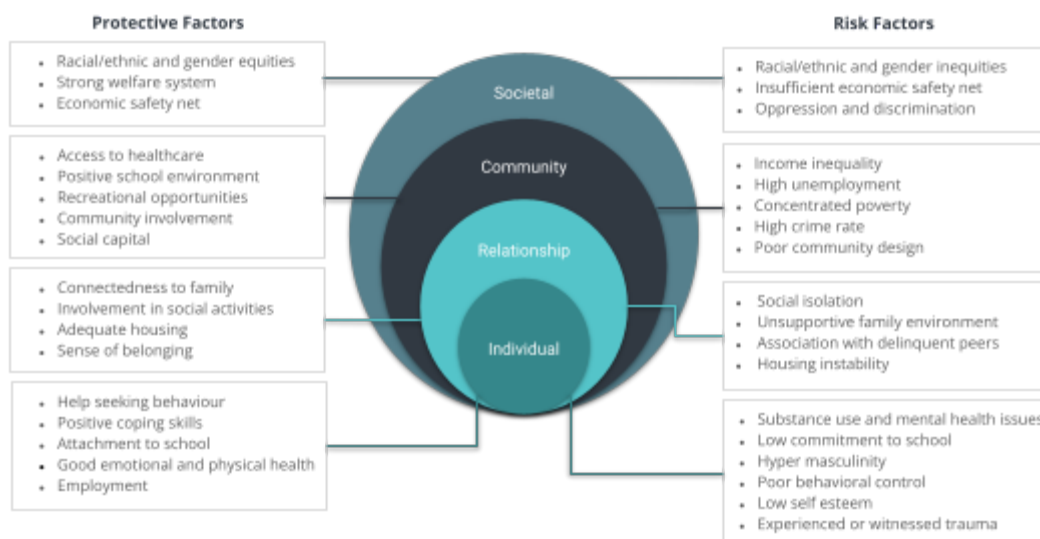 Protective Factors
Racial/ethnic and gender equities
Strong welfare system
Economic safety net
Access to healthcare
Positive school environment
Recreational opportunities
Community involvement
Social capital
Connectedness to family
Involvement in social activities
Adequate housing
Sense of belonging
Help seeking behaviour
Positive coping skills
Attachment to school
Good emotional and physical health
Employment
Societal
Community
Relationship
Individual
Risk Factors
Racial/ethnic and gender inequities
Insufficient economic safety net
Oppression and discrimination
Income inequality
High unemployment
Concentrated poverty
High crime rate
Poor community design
Social isolation
Unsupportive family environment
Association with delinquent peers
Housing instability
Substance use and mental health issues
Low commitment to school
Hyper masculinity
Poor behavioral control
Low self esteem
Experienced or witnessed trauma